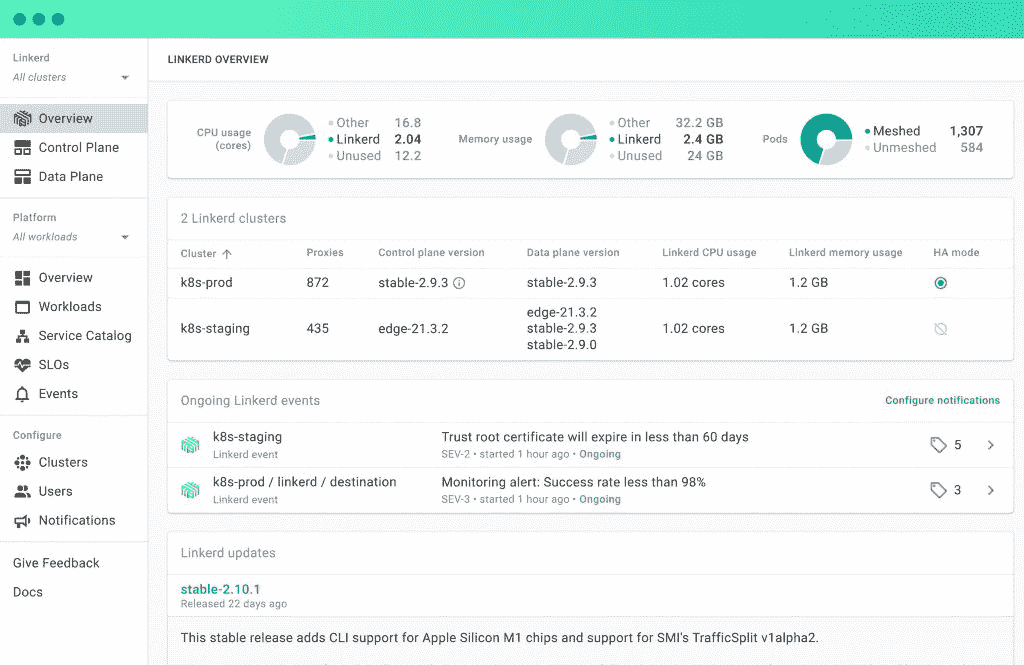 Linkerd
All clusters
Overview
Control Plane
Data Plane
Platform
All workloads
Overview
Workloads
Service Catalog
SLOs
Events
Configure
Clusters
Users
Notifications
Give Feedback
Docs
LINKERD OVERVIEW
CPU usage
(cores)
Other 16.8
Linkerd 2.04
Unused 12.2
Memory usage
Other 32.2 GB
Linkerd 2.4 GB
Unused 24 GB
Pods
Meshed 1,307
Unmeshed 584
2 Linkerd clusters
Cluster Proxies Control plane version Data plane version Linkerd CPU usage Linkerd memory usage HA mode
k8s-prod 872 stable-2.9.3 stable-2.9.3 1.02 cores 1.2 GB
k8s-staging 435 edge-21.3.2 edge-21.3.2 1.02 cores 1.2 GB
stable-2.9.3
stable-2.9.0
Ongoing Linkerd events Configure notifications
k8s-staging Trust root certificate will expire in less than 60 days 5
Linkerd event SEV-2 • started 1 hour ago • Ongoing
k8s-prod / linkerd / destination Monitoring alert: Success rate less than 98% 3
Linkerd event SEV-3 • started 1 hour ago • Ongoing
Linkerd updates
stable-2.10.1
Released 22 days ago
This stable release adds CLI support for Apple Silicon M1 chips and support for SMI's TrafficSplit v1alpha2.